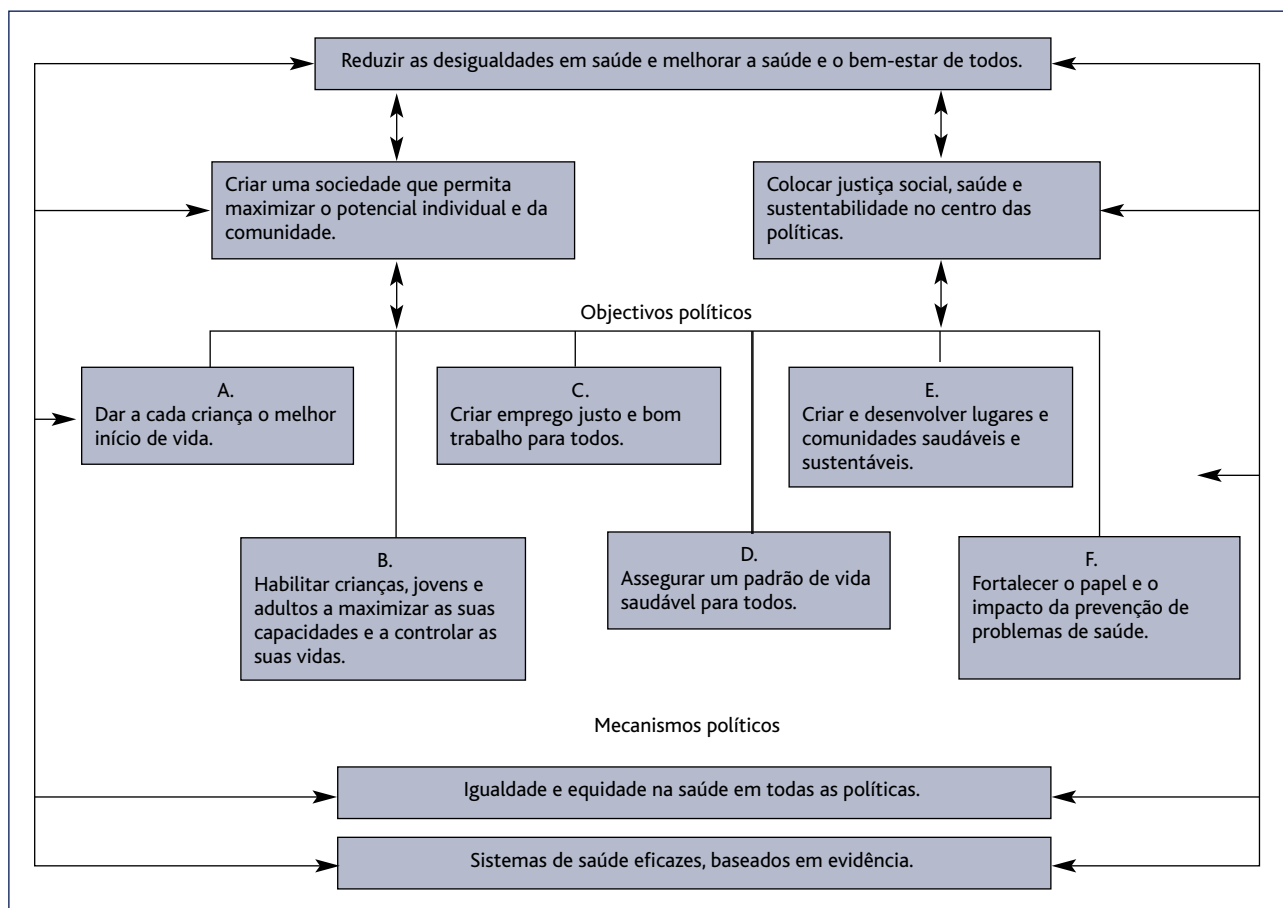 Reduzir as desigualdades em saúde e melhorar a saúde e o bem-estar de todos.
Criar uma sociedade que permita
maximizar o potencial individual e da
comunidade.
Colocar justiça social, saúde e
sustentabilidade no centro das
políticas.
Objectivos políticos
A.
Dar a cada criança o melhor
início de vida.
C.
Criar emprego justo e bom
trabalho para todos.
E.
Criar e desenvolver lugares e
comunidades saudáveis e
sustentáveis.
B.
Habilitar crianças, jovens e
adultos a maximizar as suas
capacidades e a controlar as
suas vidas.
D.
Assegurar um padrão de vida
saudável para todos.
F.
Fortalecer o papel e o
impacto da prevenção de
problemas de saúde.
Mecanismos políticos
Igualdade e equidade na saúde em todas as políticas.
Sistemas de saúde eficazes, baseados em evidência.